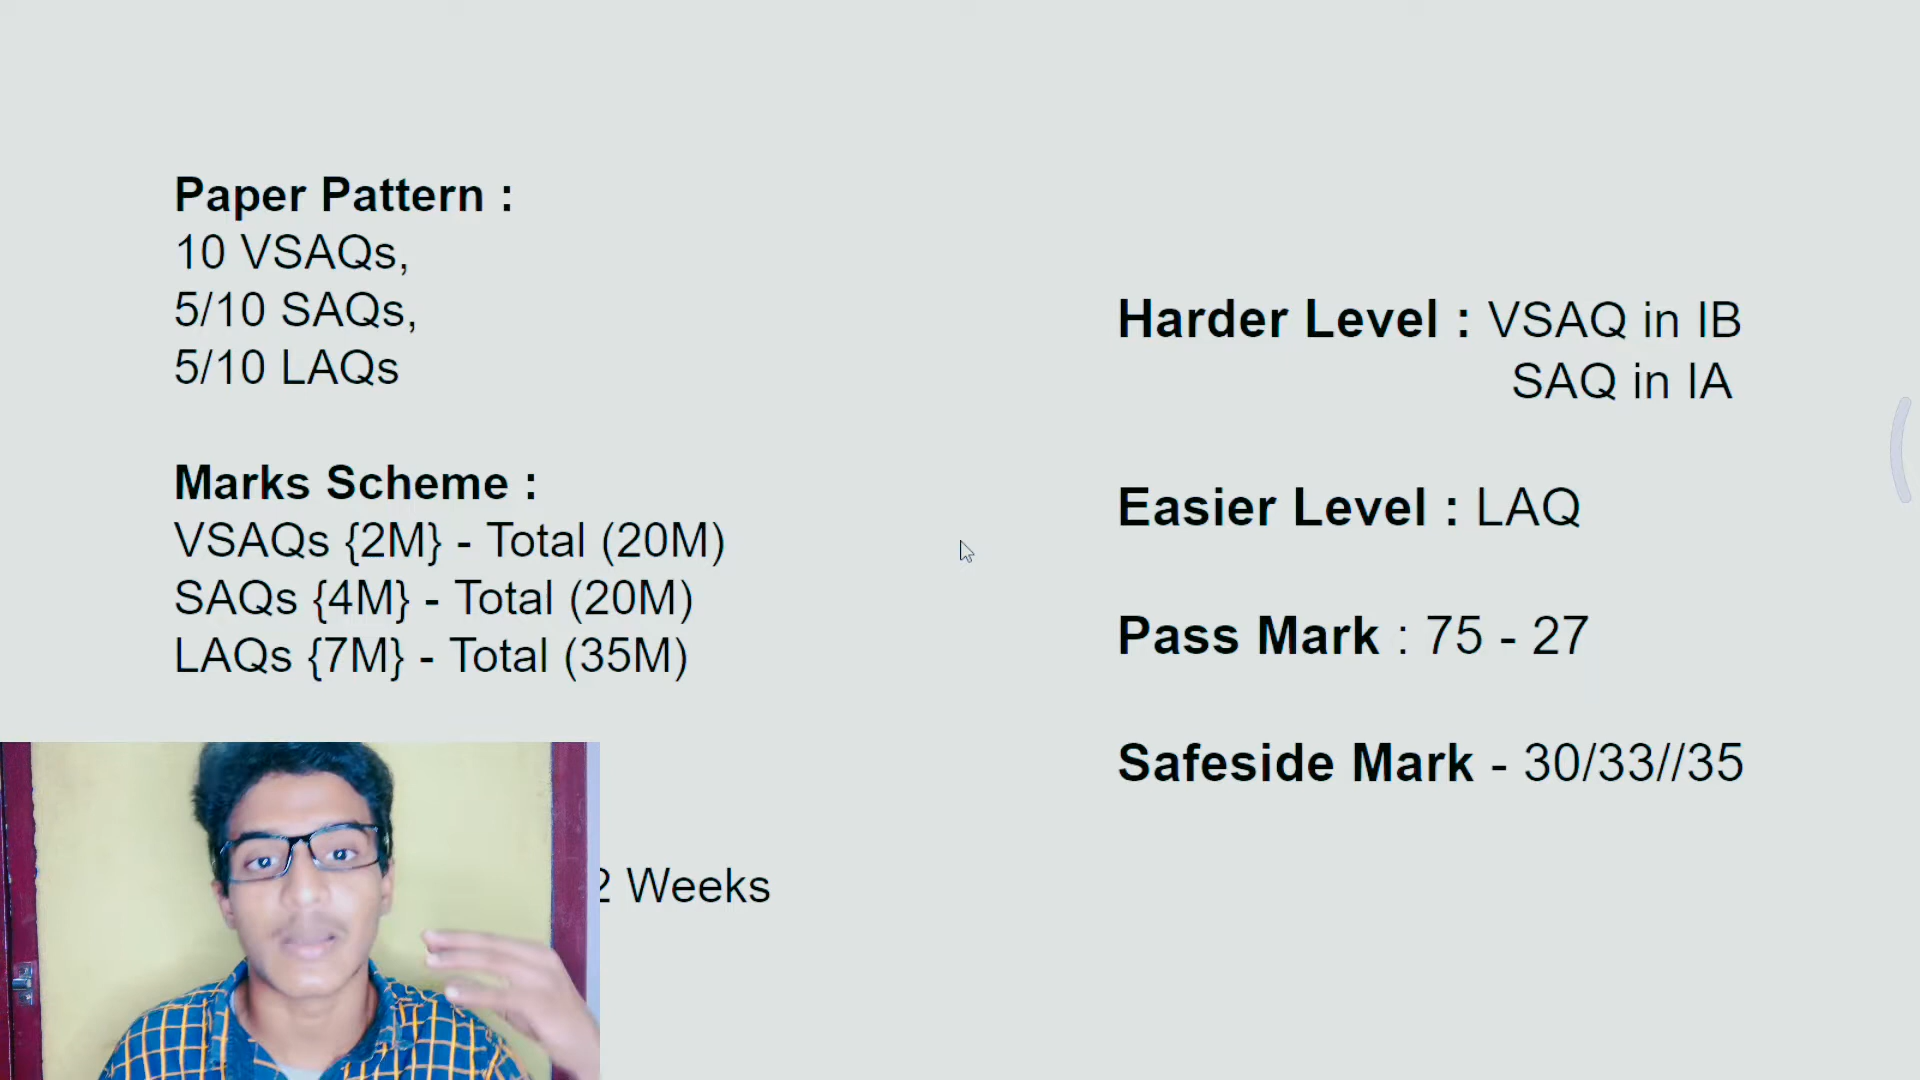 Paper Pattern :
10 VSAQs,
5/10 SAQs,
5/10 LAQs
Marks Scheme :
VSAQs {2M} - Total (20M)
SAQs {4M} - Total (20M)
LAQs {7M} - Total (35M)
2 Weeks
Harder Level : VSAQ in IB
SAQ in IA
Easier Level : LAQ
Pass Mark : 75 - 27
Safeside Mark - 30/33//35